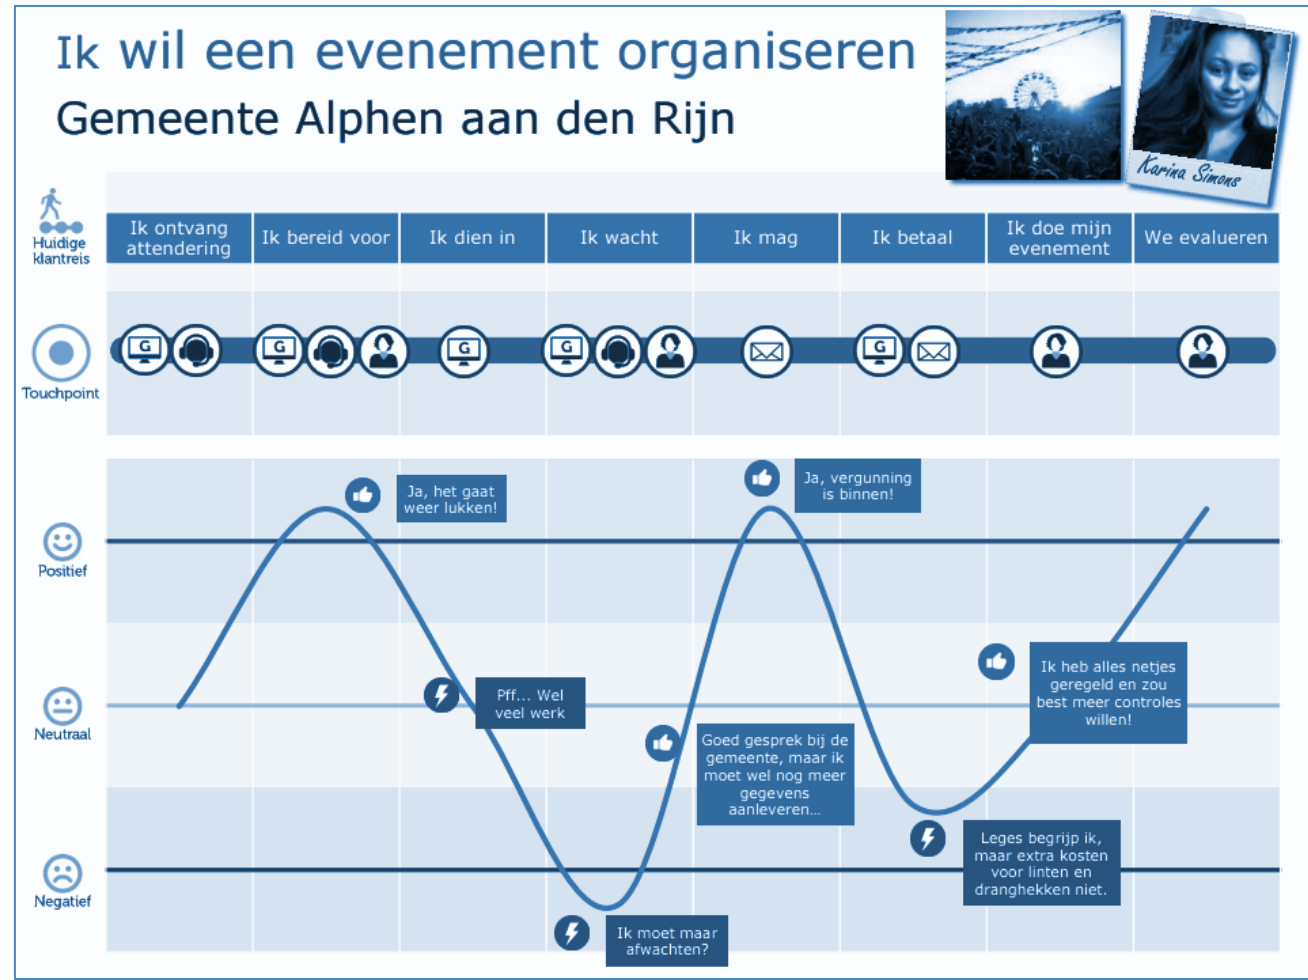 Ik wil een evenement organiseren
Gemeente Alphen aan den Rijn
Karina Simons
Huidige
klantreis
Ik ontvang
attendering
Ik bereid voor
Ik dien in
Ik wacht
Ik mag
Ik betaal
Ik doe mijn
evenement
We evalueren
Touchpoint
G
G
G
G
G
Positief
Neutraal
Negatief
Ja, het gaat
weer lukken!
Pff... Wel
veel werk
Ik moet maar
afwachten?
Goed gesprek bij de
gemeente, maar ik
moet wel nog meer
gegevens
aanleveren...
Ja, vergunning
is binnen!
Leges begrijp ik,
maar extra kosten
voor linten en
dranghekken niet.
Ik heb alles netjes
geregeld en zou
best meer controles
willen!